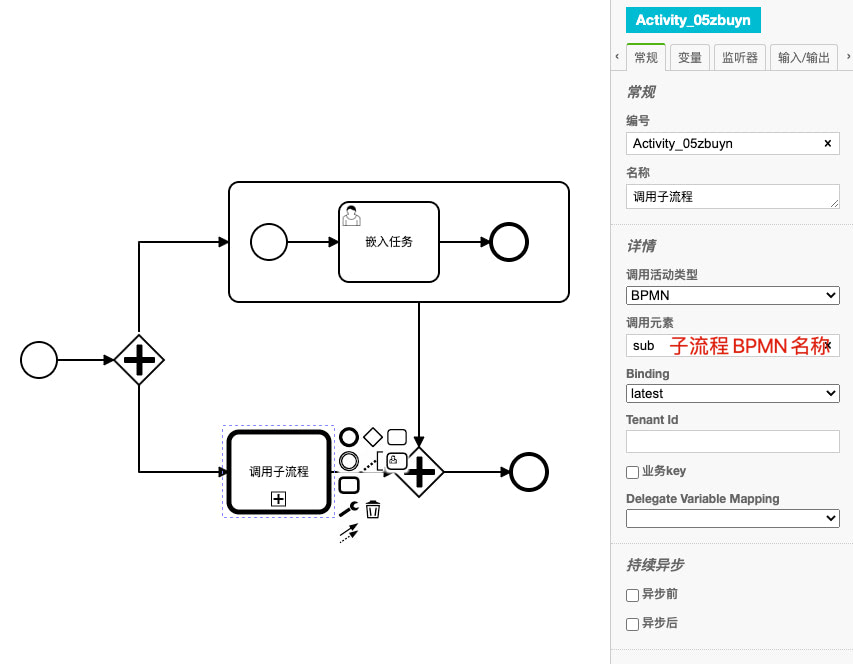 Activity_05zbuyn
常规
变量
监听器
输入/输出
常规
编号
Activity_05zbuyn
名称
调用子流程
详情
调用活动类型
BPMN
调用元素
sub 子流程 BPMN 名称
Binding
latest
Tenant Id
业务key
Delegate Variable Mapping
持续异步
异步前
异步后
嵌入任务
调用子流程